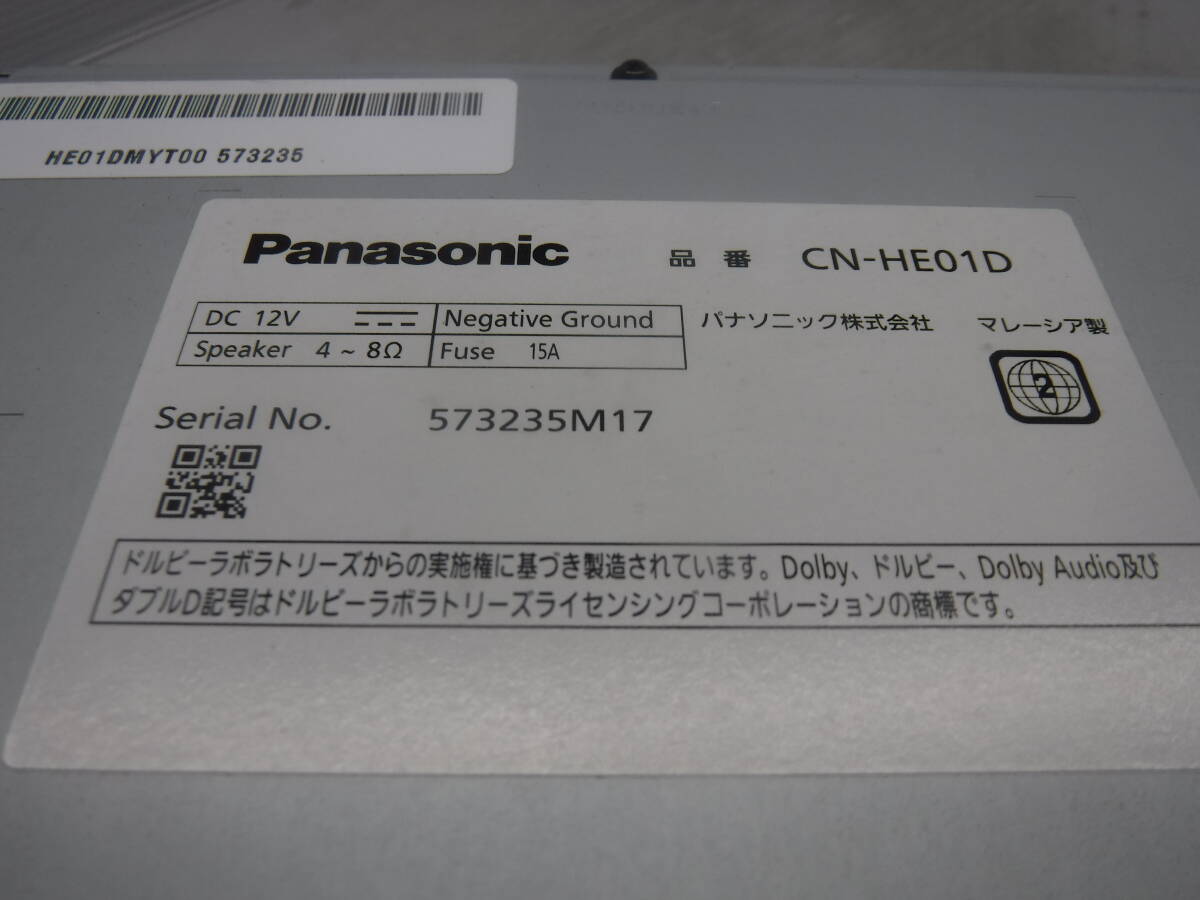 HE01DMYT00 573235
Panasonic 品番 CN-HE01D
DC 12V Negative Ground
Speaker 4 ~ 8Ω Fuse 15A
パナソニック株式会社 マレーシア製
2
Serial No. 573235M17
ドルビーラボラトリーズからの実施権に基づき製造されています。Dolby、ドルビー、Dolby Audio及び
ダブルD記号はドルビーラボラトリーズライセンシングコーポレーションの商標です。